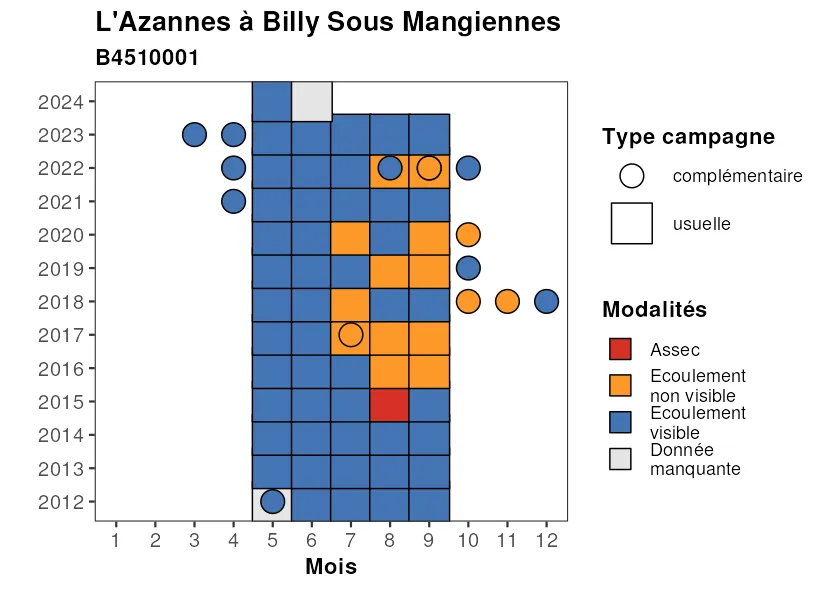 L'Azannes à Billy Sous Mangiennes
B4510001
2024
2023
2022
2021
2020
2019
2018
2017
2016
2015
2014
2013
2012
1 2 3 4 5 6 7 8 9 10 11 12
Mois
Type campagne
complémentaire
usuelle
Modalités
Assec
Ecoulement
non visible
Ecoulement
visible
Donnée
manquante